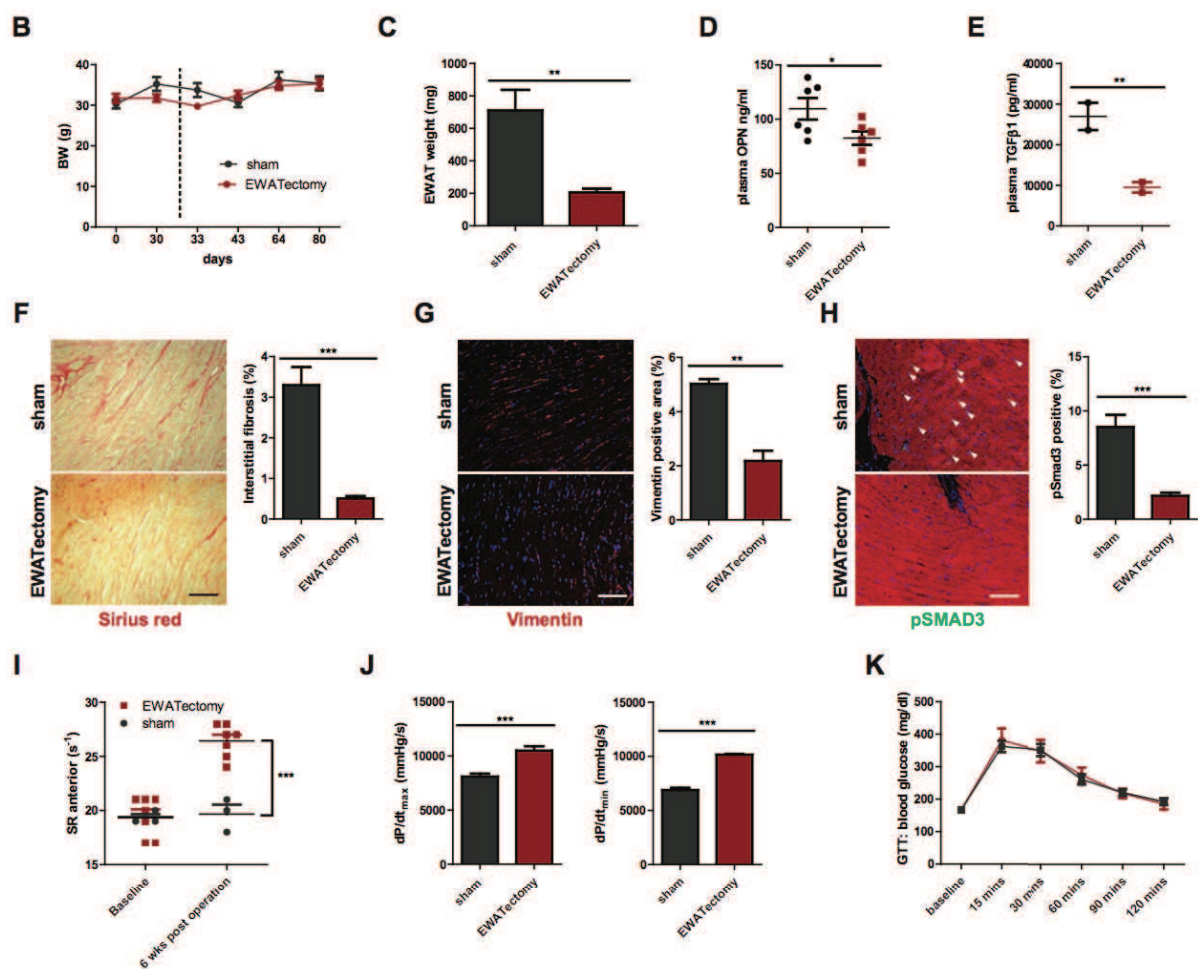 B
BW (g)
40
30
20
10
0
sham
EWATectomy
0 30 33 43 64 80
days
C
EWAT weight (mg)
1000
800
600
400
200
0
**
sham
EWATectomy
D
plasma OPN ng/ml
150
100
50
0
*
sham
EWATectomy
E
plasma TGFβ1 (pg/ml)
40000
30000
20000
10000
0
**
sham
EWATectomy
F
sham
EWATectomy
Sirius red
Interstitial fibrosis (%)
4
3
2
1
0
***
sham
EWATectomy
G
sham
EWATectomy
Vimentin
Vimentin positive area (%)
6
4
2
0
**
sham
EWATectomy
H
sham
EWATectomy
pSMAD3
pSmad3 positive (%)
15
10
5
0
***
sham
EWATectomy
I
SR anterior (s⁻¹)
30
25
20
15
EWATectomy
sham
***
Baseline
6 wks post operation
J
dP/dtmax (mmHg/s)
15000
10000
5000
0
***
sham
EWATectomy
dP/dtmin (mmHg/s)
15000
10000
5000
0
***
sham
EWATectomy
K
GTT: blood glucose (mg/dl)
500
400
300
200
100
0
baseline
15 mins
30 mins
60 mins
90 mins
120 mins